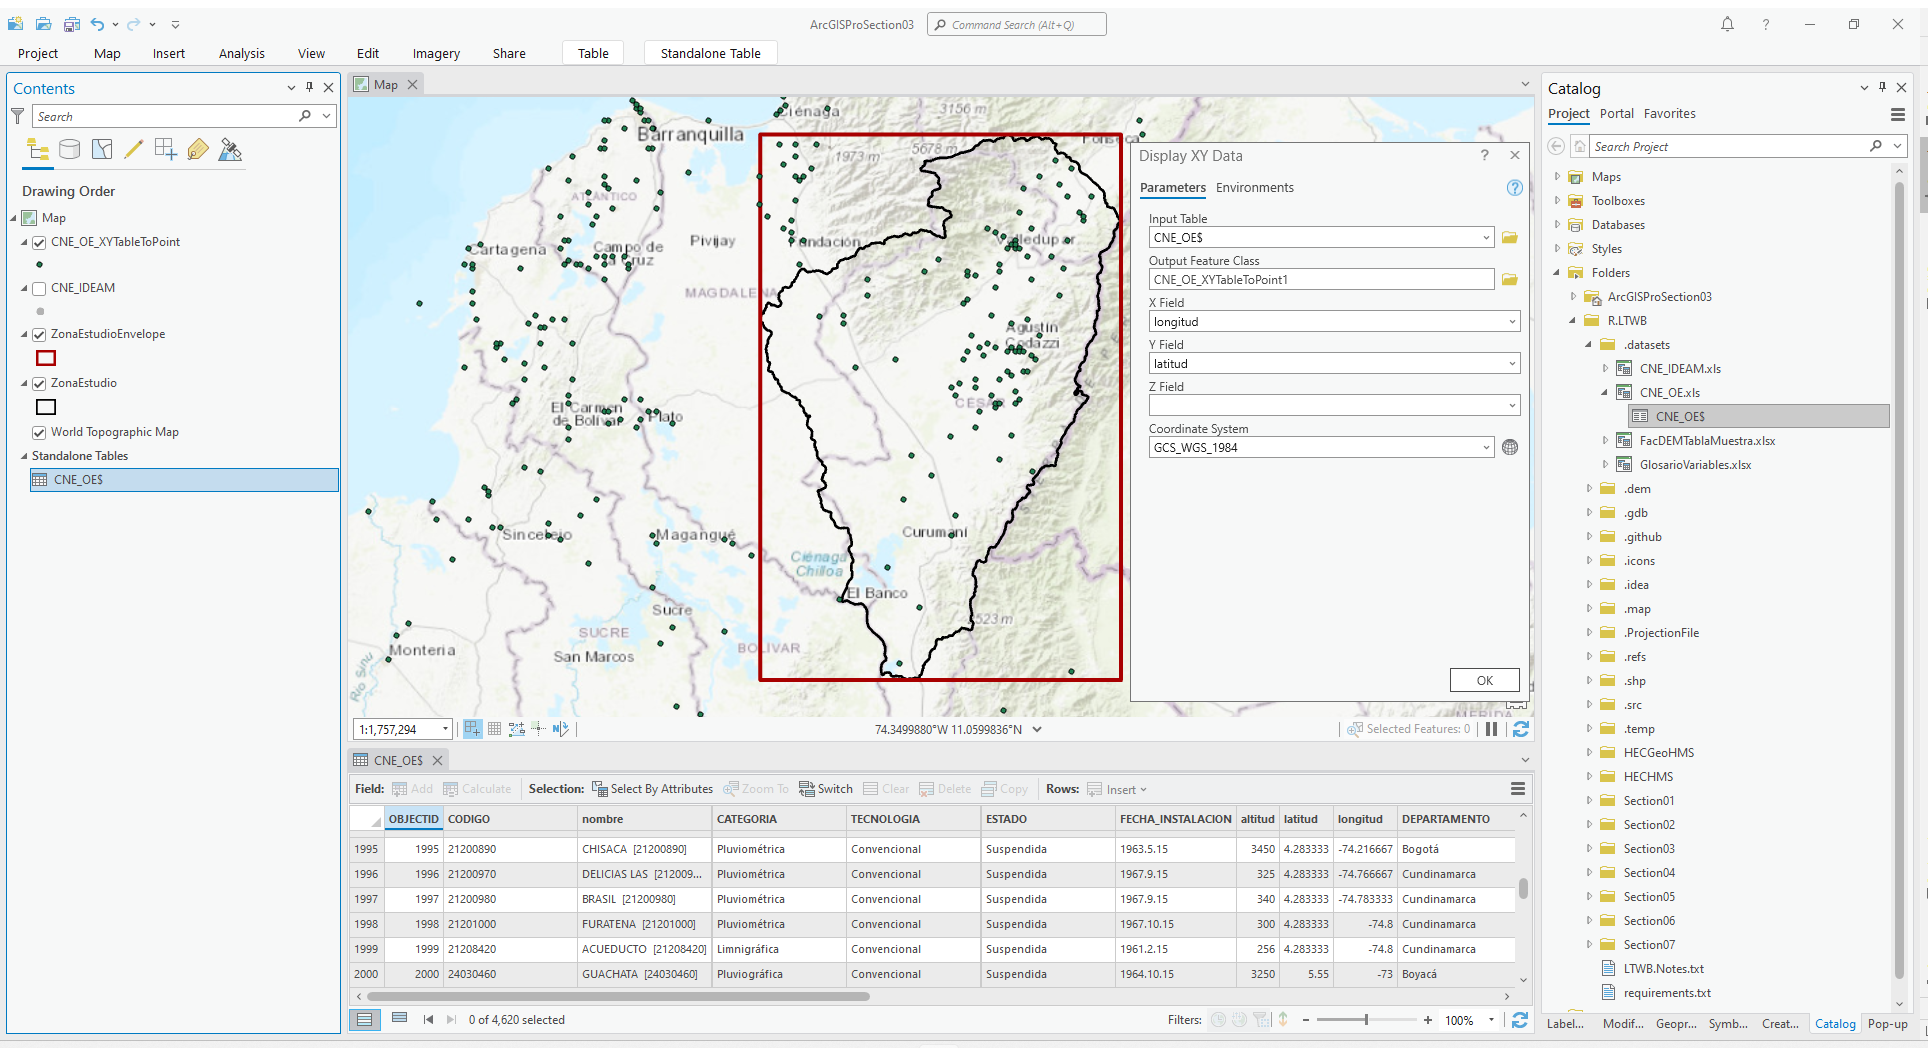 ArcGISProSection03
Command Search (Alt+Q)
?
Project Map Insert Analysis View Edit Imagery Share Table Standalone Table
Contents
Search
Drawing Order
Map
CNE_OE_XYTableToPoint
CNE_IDEAM
ZonaEstudioEnvelope
ZonaEstudio
World Topographic Map
Standalone Tables
CNE_OE$
Map
Ciénaga
3156 m
Barranquilla
Fonseca
1973 m
5678 m
ATLÁNTICO
Cartagena
Campo de
la Cruz
Pivijay
Fundación
Valledupar
MAGDALENA
Agustín
Codazzi
El Carmen
de Bolívar
Plato
CESAR
Sincelejo
Magangué
Curumaní
Ciénaga
Chilloa
El Banco
Sucre
523 m
SUCRE
Montería
San Marcos
BOLÍVAR
Río Sinú
MÉRIDA
Display XY Data
?
Parameters Environments
?
Input Table
CNE_OE$
Output Feature Class
CNE_OE_XYTableToPoint1
X Field
longitud
Y Field
latitud
Z Field
Coordinate System
GCS_WGS_1984
OK
1:1,757,294
74.3499880°W 11.0599836°N
Selected Features: 0
CNE_OE$
Field: Add Calculate Selection: Select By Attributes Zoom To Switch Clear Delete Copy Rows: Insert
OBJECTID CODIGO nombre CATEGORIA TECNOLOGIA ESTADO FECHA_INSTALACION altitud latitud longitud DEPARTAMENTO
1995 1995 21200890 CHISACA [21200890] Pluviométrica Convencional Suspendida 1963.5.15 3450 4.283333 -74.216667 Bogotá
1996 1996 21200970 DELICIAS LAS [212009... Pluviométrica Convencional Suspendida 1967.9.15 325 4.283333 -74.766667 Cundinamarca
1997 1997 21200980 BRASIL [21200980] Pluviométrica Convencional Suspendida 1967.9.15 340 4.283333 -74.783333 Cundinamarca
1998 1998 21201000 FURATENA [21201000] Pluviométrica Convencional Suspendida 1967.10.15 300 4.283333 -74.8 Cundinamarca
1999 1999 21208420 ACUEDUCTO [21208420] Limnigráfica Convencional Suspendida 1961.2.15 256 4.283333 -74.8 Cundinamarca
2000 2000 24030460 GUACHATA [24030460] Pluviográfica Convencional Suspendida 1964.10.15 3250 5.55 -73 Boyacá
0 of 4,620 selected
Filters:
- + 100%
Catalog
Project Portal Favorites
Search Project
Maps
Toolboxes
Databases
Styles
Folders
ArcGISProSection03
R.LTWB
.datasets
CNE_IDEAM.xls
CNE_OE.xls
CNE_OE$
FacDEMTablaMuestra.xlsx
GlosarioVariables.xlsx
.dem
.gdb
.github
.icons
.idea
.map
.ProjectionFile
.refs
.shp
.src
.temp
HECGeoHMS
HECHMS
Section01
Section02
Section03
Section04
Section05
Section06
Section07
LTWB.Notes.txt
requirements.txt
Label... Modif... Geopr... Symb... Creat... Catalog Pop-up